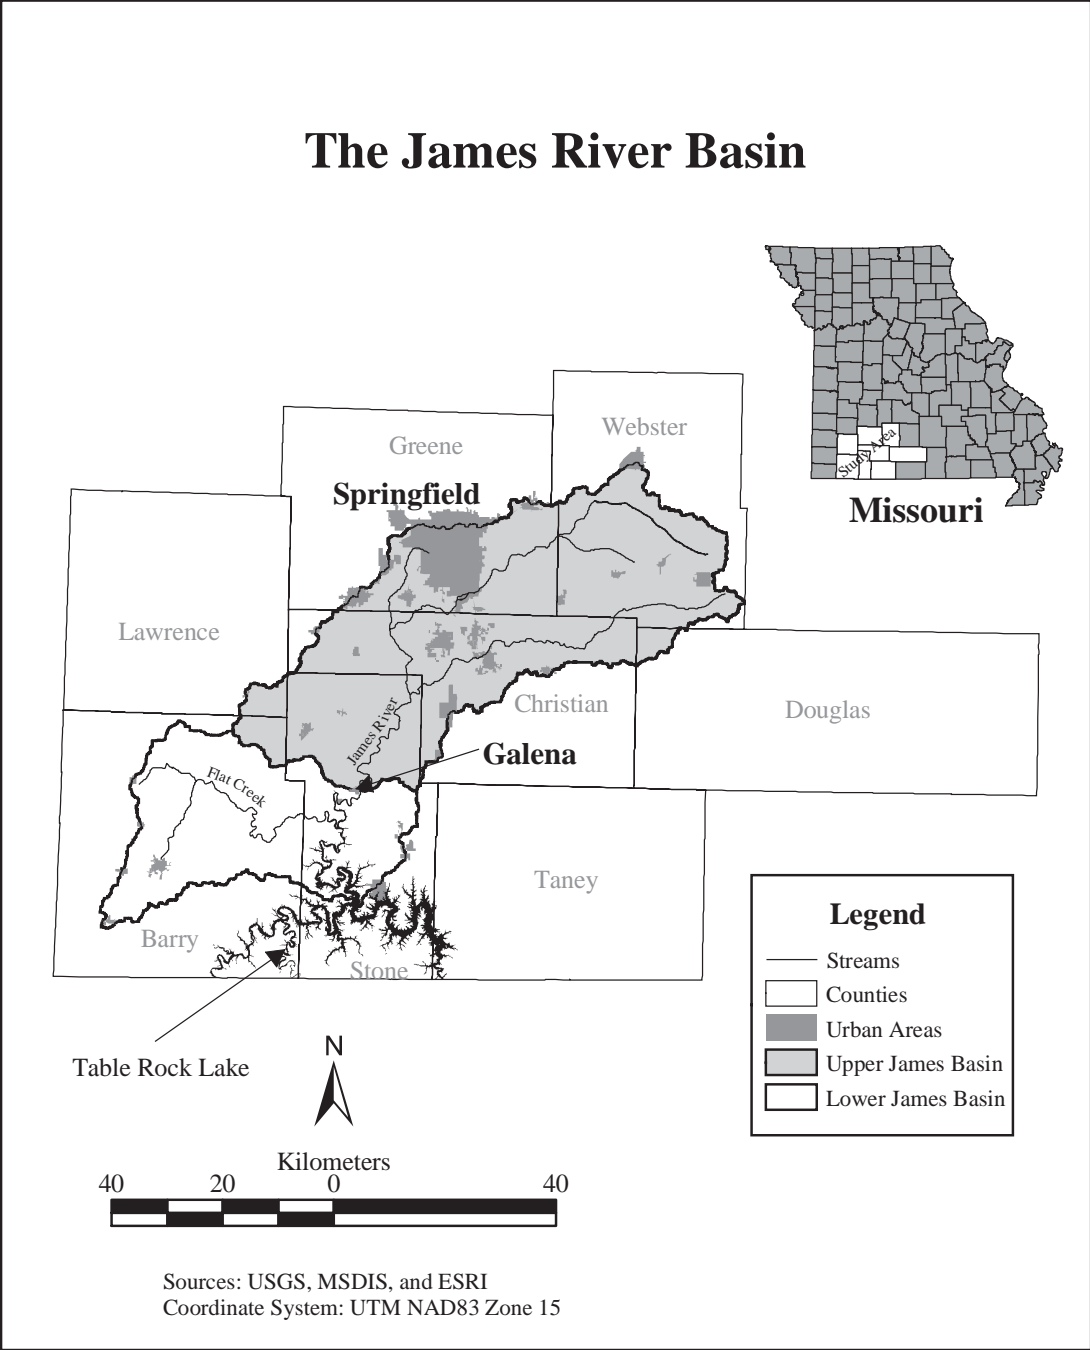 The James River Basin
Webster
Greene
Springfield
Study Area
Missouri
Lawrence
Christian
Douglas
James River
Galena
Flat Creek
Taney
Barry
Stone
Table Rock Lake
Legend
Streams
Counties
Urban Areas
Upper James Basin
Lower James Basin
N
Kilometers
40 20 0 40
Sources: USGS, MSDIS, and ESRI
Coordinate System: UTM NAD83 Zone 15